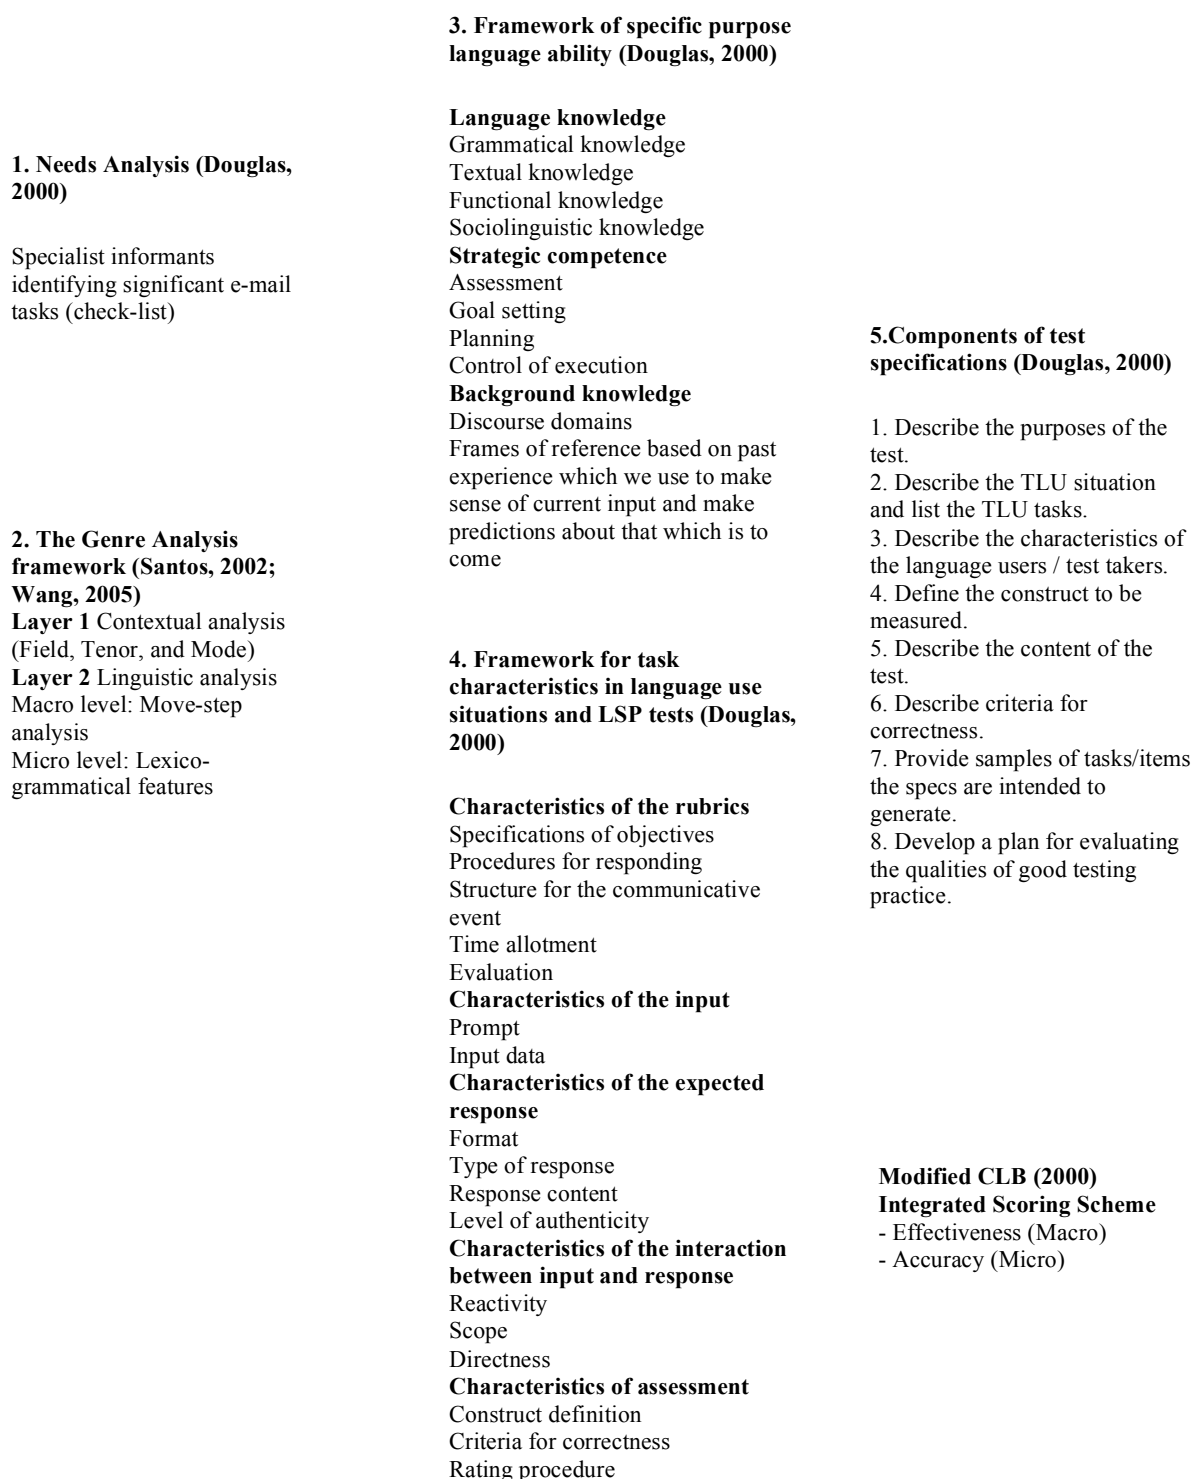 1. Needs Analysis (Douglas,
2000)
Specialist informants
identifying significant e-mail
tasks (check-list)
2. The Genre Analysis
framework (Santos, 2002;
Wang, 2005)
Layer 1 Contextual analysis
(Field, Tenor, and Mode)
Layer 2 Linguistic analysis
Macro level: Move-step
analysis
Micro level: Lexico-
grammatical features
3. Framework of specific purpose
language ability (Douglas, 2000)
Language knowledge
Grammatical knowledge
Textual knowledge
Functional knowledge
Sociolinguistic knowledge
Strategic competence
Assessment
Goal setting
Planning
Control of execution
Background knowledge
Discourse domains
Frames of reference based on past
experience which we use to make
sense of current input and make
predictions about that which is to
come
4. Framework for task
characteristics in language use
situations and LSP tests (Douglas,
2000)
Characteristics of the rubrics
Specifications of objectives
Procedures for responding
Structure for the communicative
event
Time allotment
Evaluation
Characteristics of the input
Prompt
Input data
Characteristics of the expected
response
Format
Type of response
Response content
Level of authenticity
Characteristics of the interaction
between input and response
Reactivity
Scope
Directness
Characteristics of assessment
Construct definition
Criteria for correctness
Rating procedure
5.Components of test
specifications (Douglas, 2000)
1. Describe the purposes of the
test.
2. Describe the TLU situation
and list the TLU tasks.
3. Describe the characteristics of
the language users / test takers.
4. Define the construct to be
measured.
5. Describe the content of the
test.
6. Describe criteria for
correctness.
7. Provide samples of tasks/items
the specs are intended to
generate.
8. Develop a plan for evaluating
the qualities of good testing
practice.
Modified CLB (2000)
Integrated Scoring Scheme
- Effectiveness (Macro)
- Accuracy (Micro)